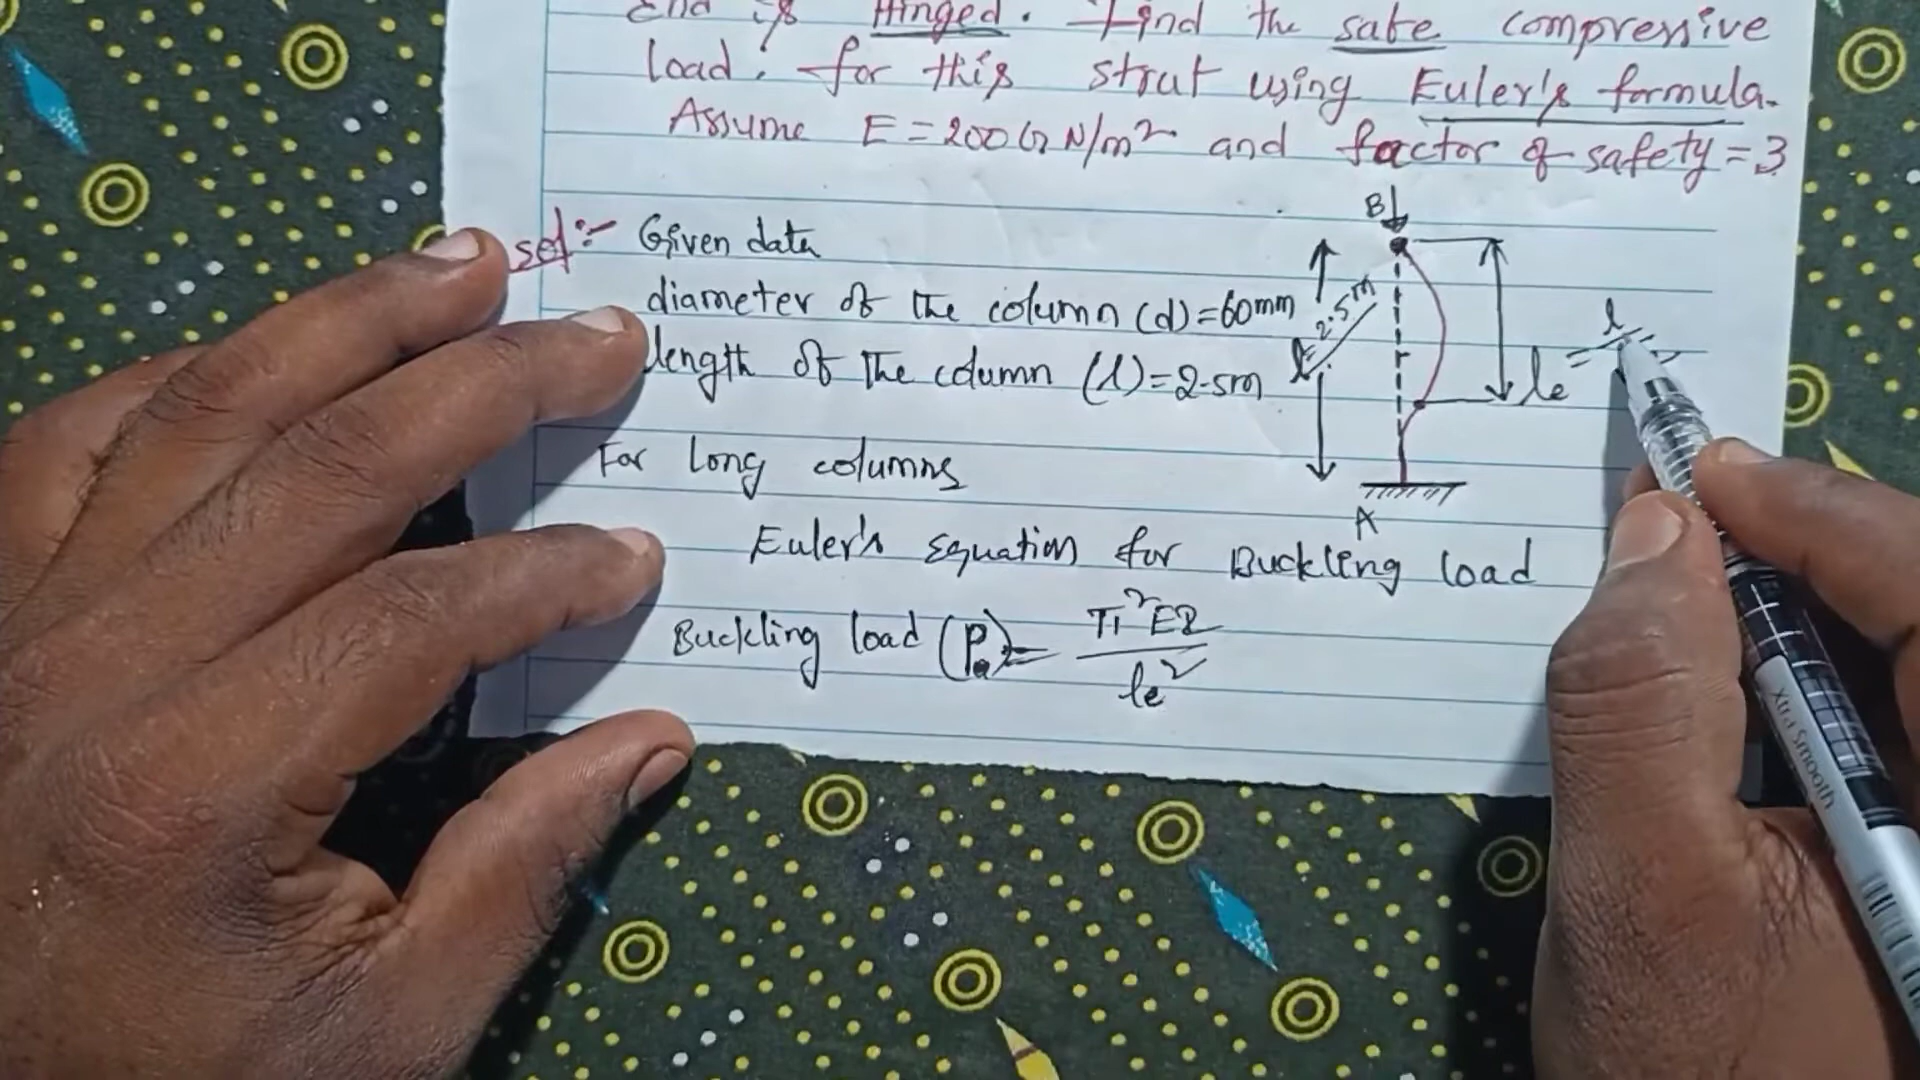 End is Hinged. Find the safe compressive
load. for this strut using Euler's formula.
Assume E = 200 GN/m² and factor of safety = 3
sol:- Given data
diameter of the column (d) = 60mm
length of the column (l) = 2.5m
For Long columns
Euler's Equation for Buckling load
Buckling load (P) = π²EI
le²
B
l = 2.5m
le = l
A
Xtra Smooth